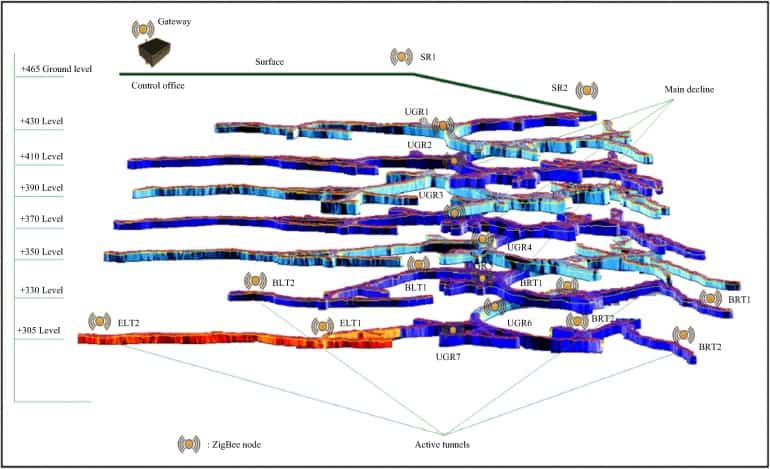 Gateway
SR1
Surface
+465 Ground level
Control office
SR2
Main decline
UGR1
+430 Level
UGR2
+410 Level
+390 Level
UGR3
+370 Level
UGR4
+350 Level
BLT2
BLT1
BRT1
+330 Level
BRT1
ELT2
ELT1
UGR6
BRT2
+305 Level
UGR7
BRT2
: ZigBee node
Active tunnels